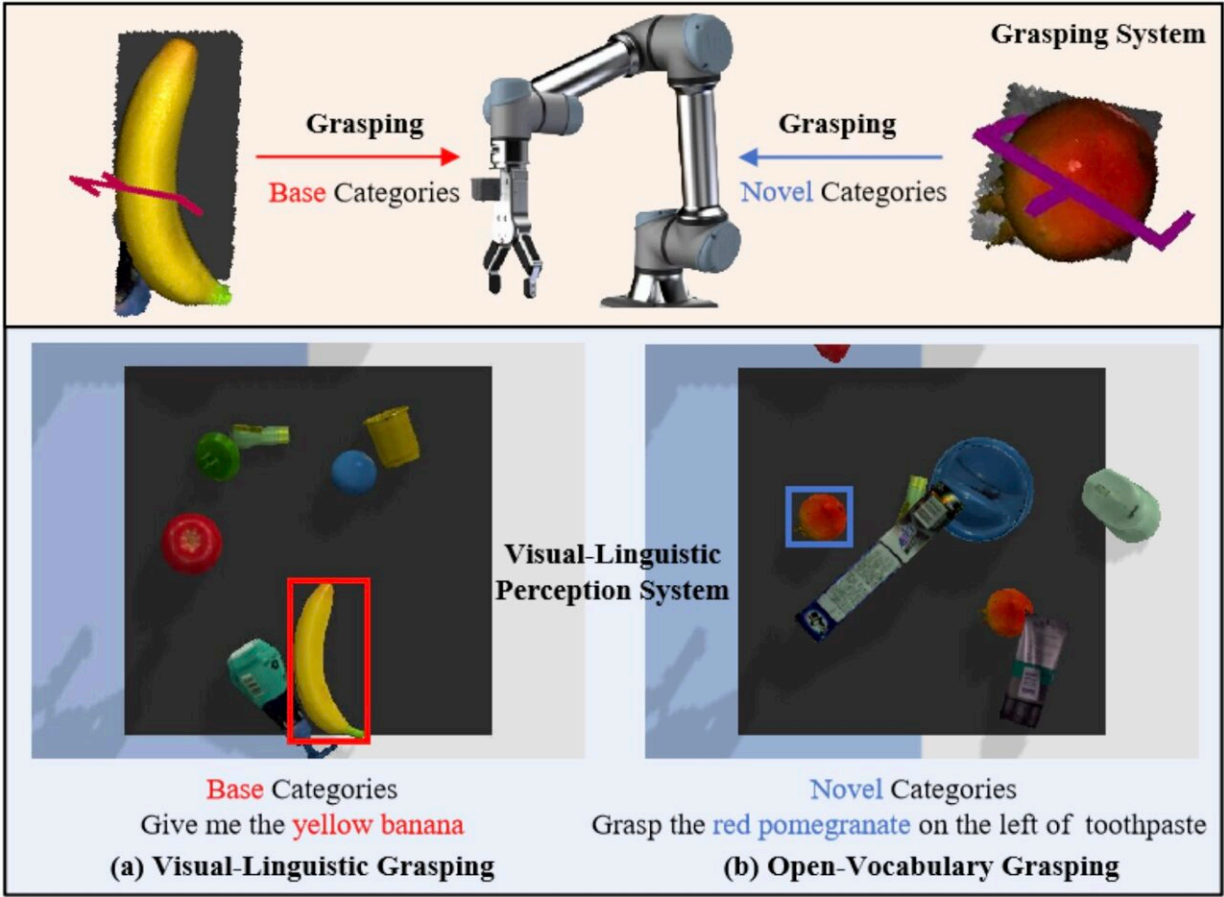 Grasping System
Grasping
Base Categories
Grasping
Novel Categories
Visual-Linguistic
Perception System
Base Categories
Give me the yellow banana
(a) Visual-Linguistic Grasping
Novel Categories
Grasp the red pomegranate on the left of toothpaste
(b) Open-Vocabulary Grasping